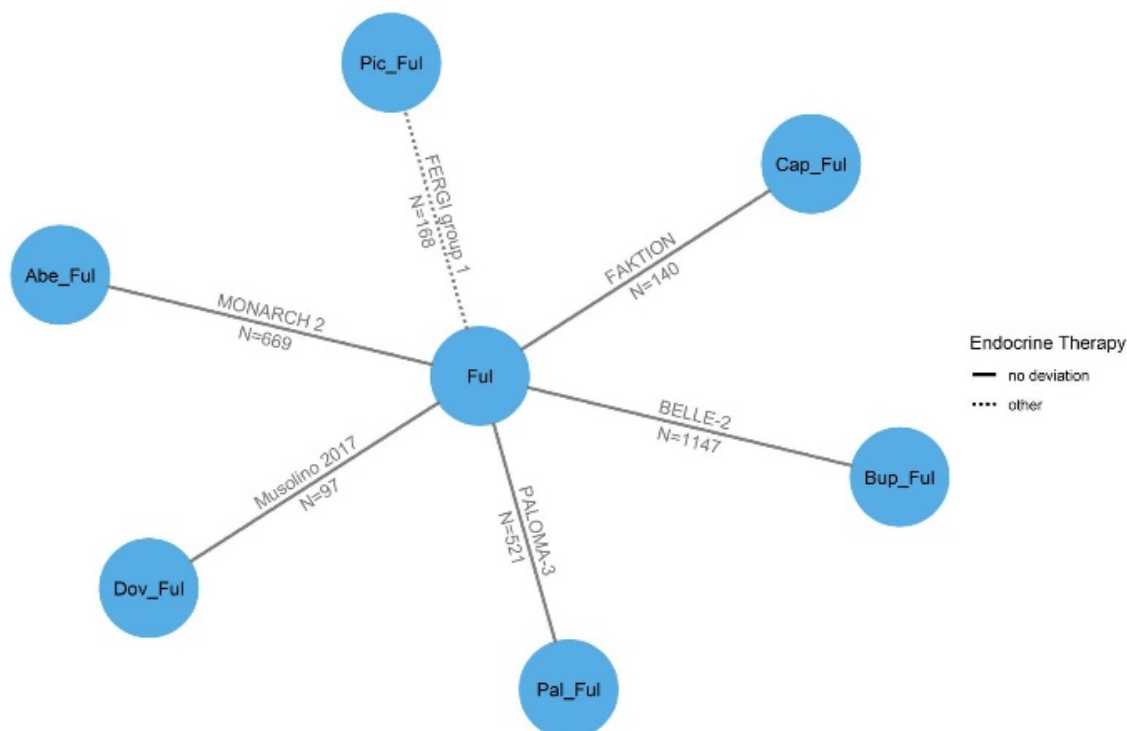 Pic_Ful
Cap_Ful
FERGI group 1
N=168
FAKTION
N=140
Abe_Ful
MONARCH 2
N=669
Ful
Endocrine Therapy
no deviation
other
BELLE-2
N=1147
Bup_Ful
Musolino 2017
N=97
PALOMA-3
N=521
Dov_Ful
Pal_Ful